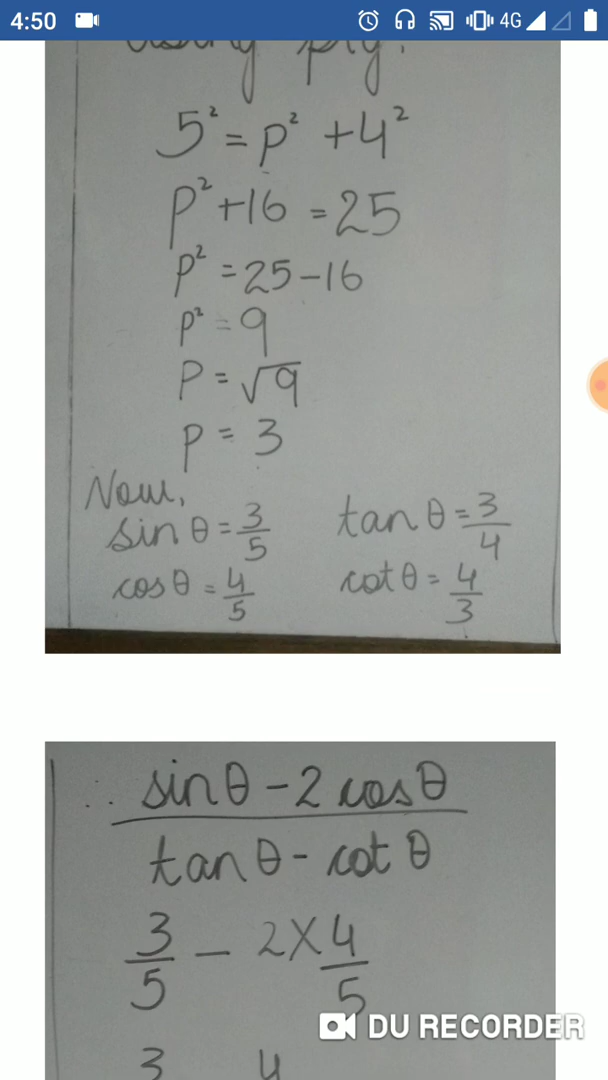 4:50 4G
5² = p² + 4²
p² + 16 = 25
p² = 25 - 16
p² = 9
p = √9
p = 3
Now,
sin θ = 3/5 tan θ = 3/4
cos θ = 4/5 cot θ = 4/3
∴ sin θ - 2 cos θ
tan θ - cot θ
3/5 - 2 × 4/5
DU RECORDER
3 4